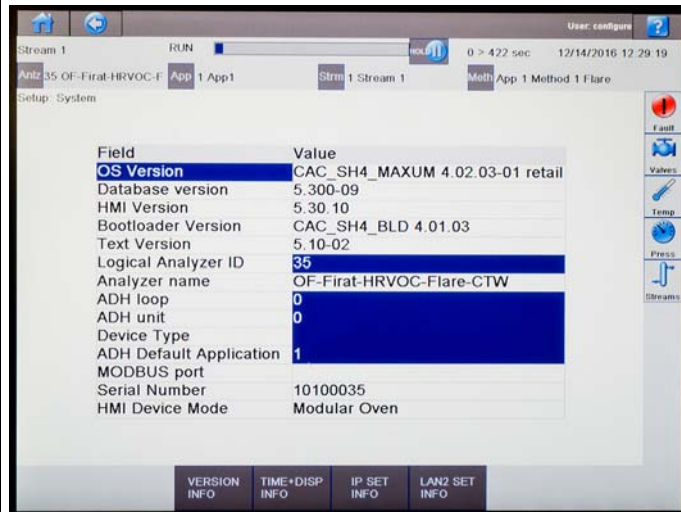 User: configure
?
Stream 1 RUN HOLD 0 > 422 sec 12/14/2016 12:29:19
Antz 35 OF-Firat-HRVOC-F App 1 App1 Strm 1 Stream 1 Meth App 1 Method 1 Flare
Setup: System
Field Value
OS Version CAC_SH4_MAXUM 4.02.03-01 retail
Database version 5.300-09
HMI Version 5.30.10
Bootloader Version CAC_SH4_BLD 4.01.03
Text Version 5.10-02
Logical Analyzer ID 35
Analyzer name OF-Firat-HRVOC-Flare-CTW
ADH loop 0
ADH unit 0
Device Type
ADH Default Application 1
MODBUS port
Serial Number 10100035
HMI Device Mode Modular Oven
Fault
Valves
Temp
Press
Streams
VERSION INFO TIME+DISP INFO IP SET INFO LAN2 SET INFO